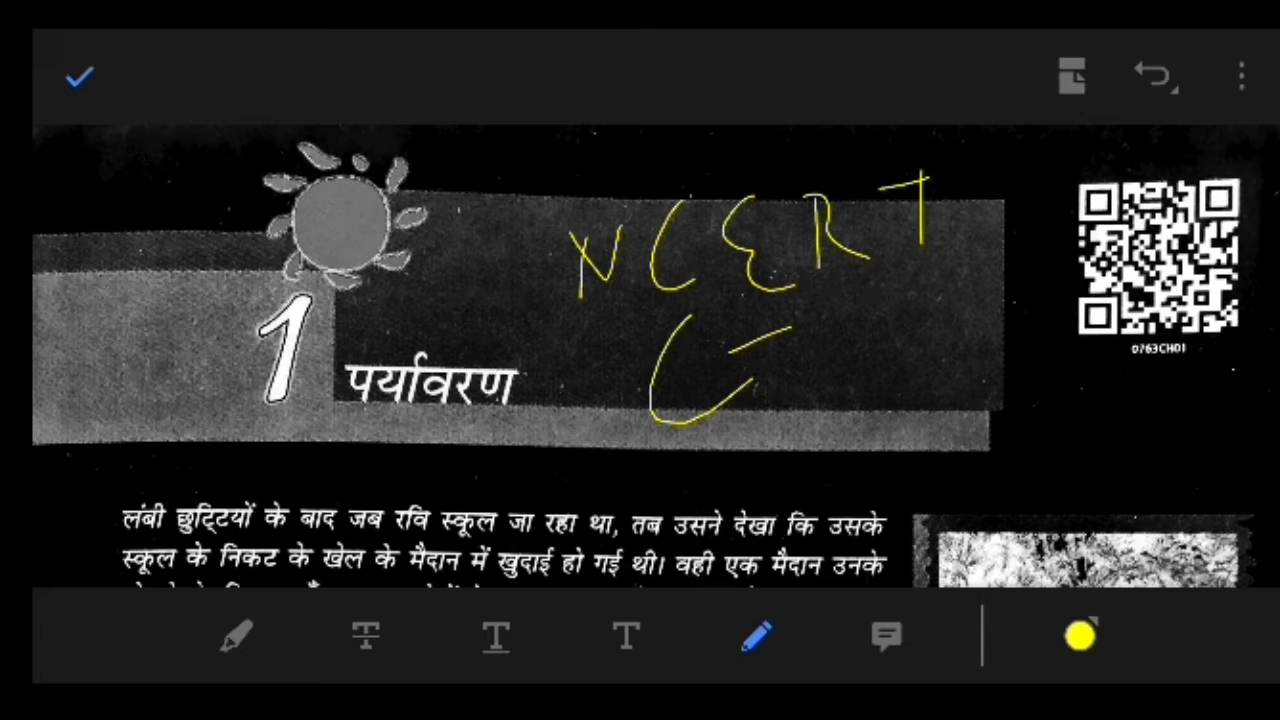 NCERT
0763CH01
1
पर्यावरण
लंबी छुट्टियों के बाद जब रवि स्कूल जा रहा था, तब उसने देखा कि उसके
स्कूल के निकट के खेल के मैदान में खुदाई हो गई थी। वही एक मैदान उनके